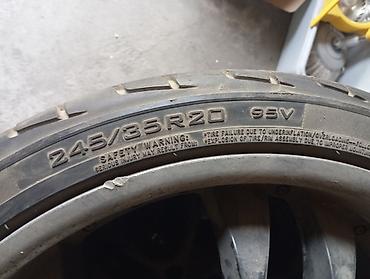 245/35R20 95V
SAFETY WARNING:
SERIOUS INJURY MAY RESULT FROM:
•TIRE FAILURE DUE TO UNDERINFLATION/OVERLOADING
•EXPLOSION OF TIRE/RIM ASSEMBLY DUE TO IMPROPER